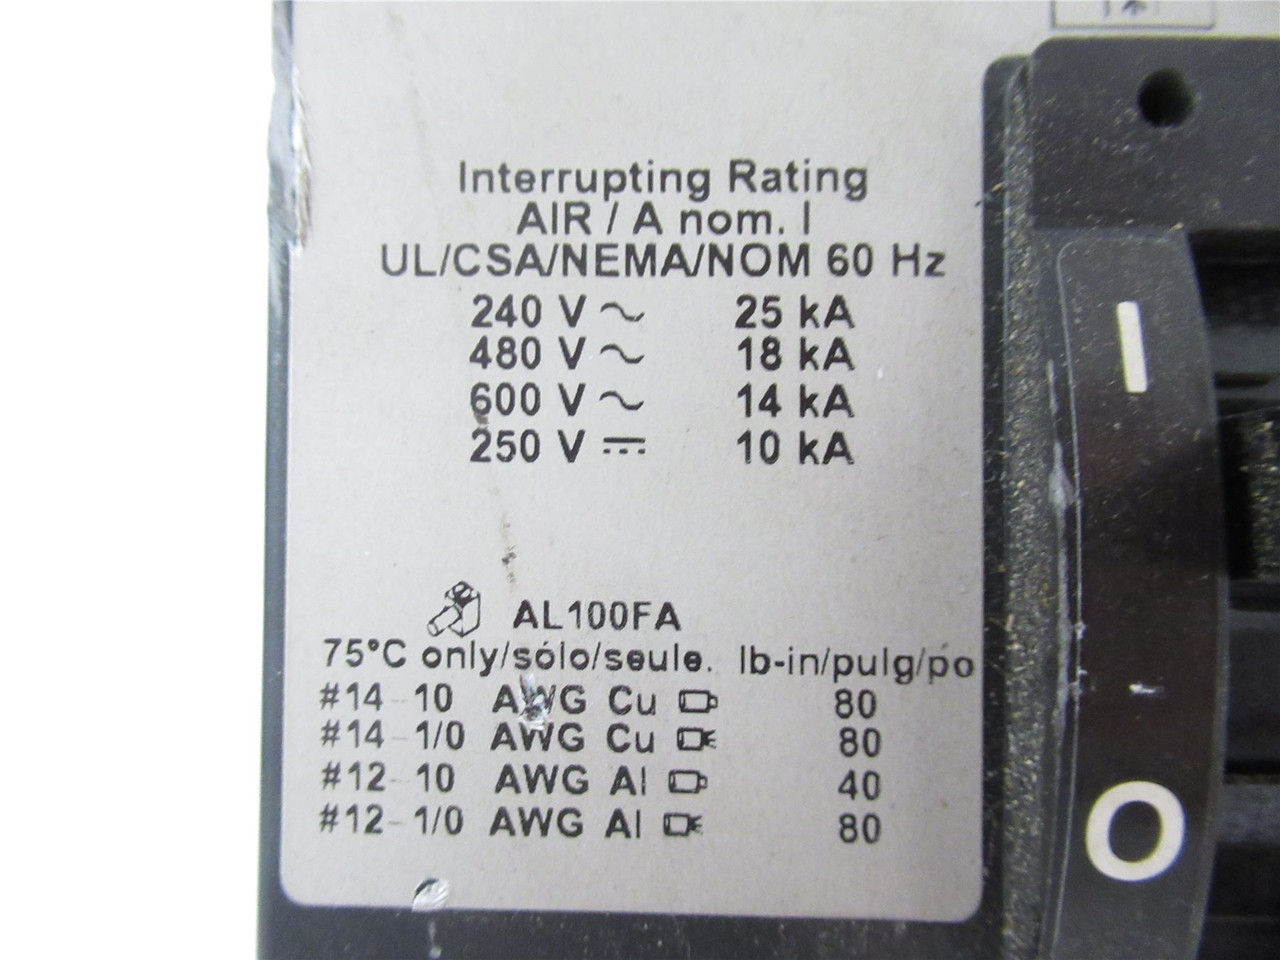 Interrupting Rating
AIR / A nom. I
UL/CSA/NEMA/NOM 60 Hz
240 V ~ 25 kA
480 V ~ 18 kA
600 V ~ 14 kA
250 V ⎓ 10 kA
AL100FA
75°C only/sólo/seule. lb-in/pulg/po
#14-10 AWG Cu 80
#14-1/0 AWG Cu 80
#12-10 AWG Al 40
#12-1/0 AWG Al 80
I
O